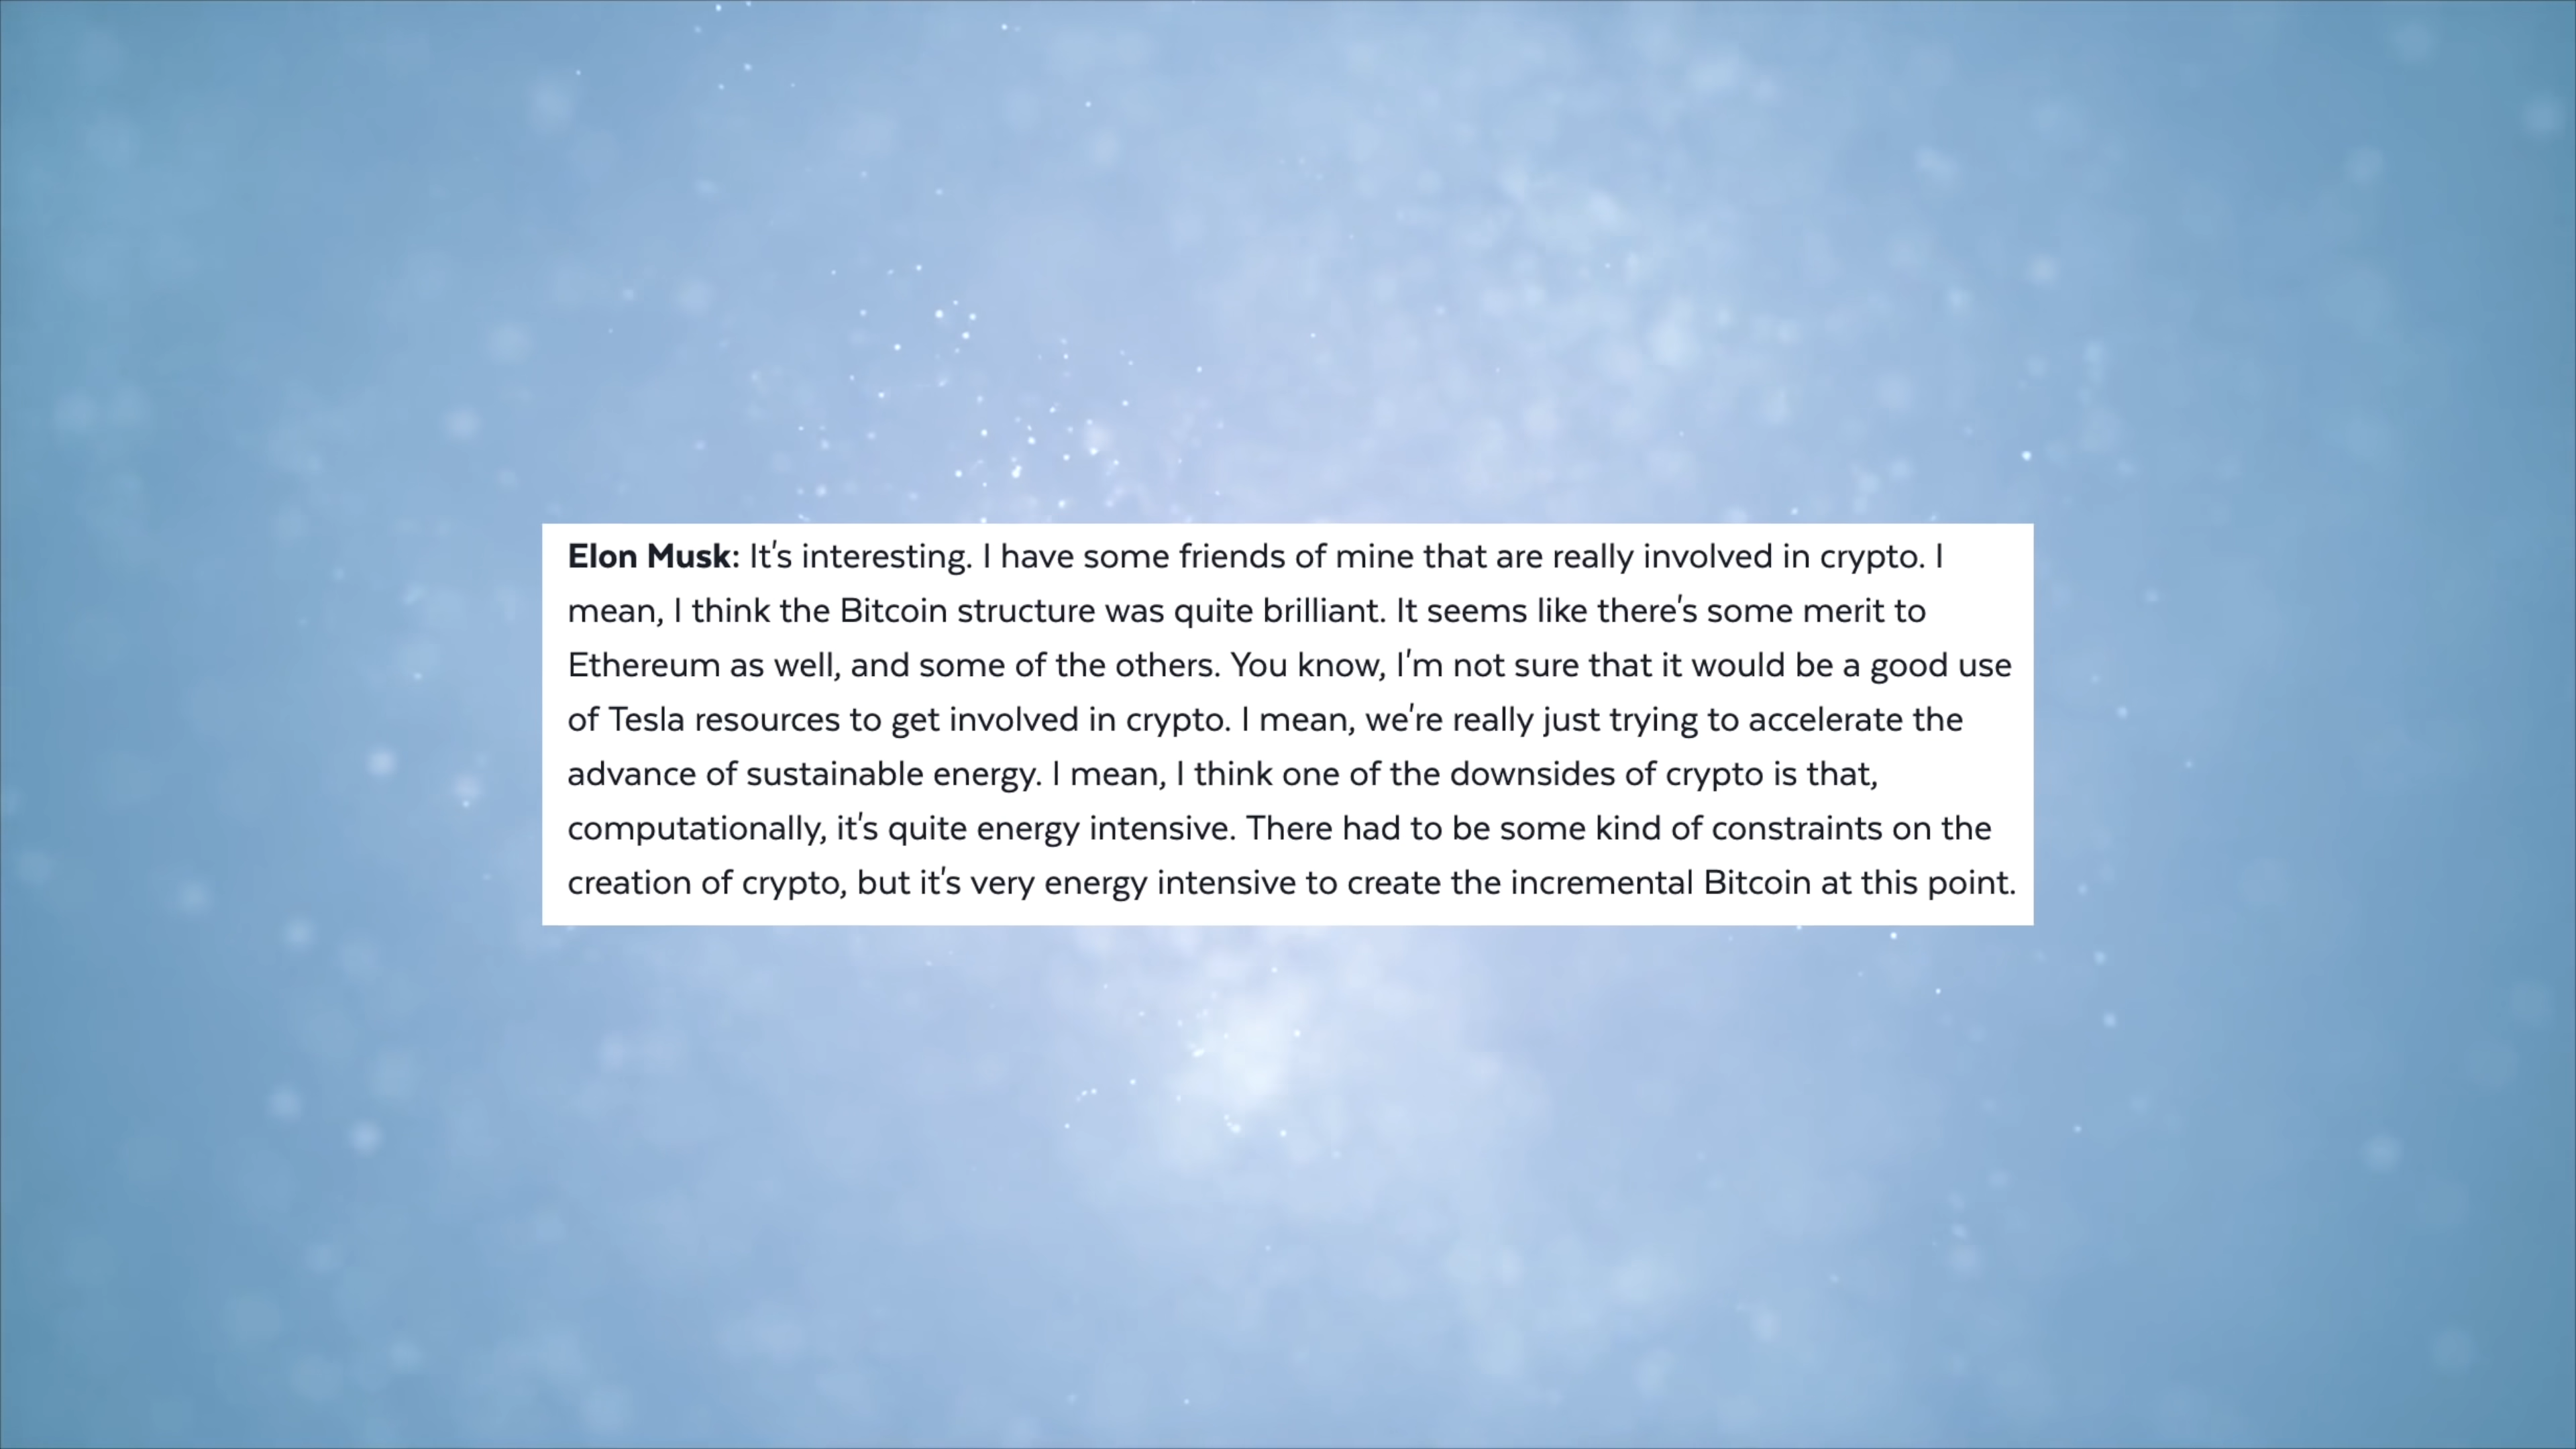 Elon Musk: It's interesting. I have some friends of mine that are really involved in crypto. I
mean, I think the Bitcoin structure was quite brilliant. It seems like there's some merit to
Ethereum as well, and some of the others. You know, I'm not sure that it would be a good use
of Tesla resources to get involved in crypto. I mean, we're really just trying to accelerate the
advance of sustainable energy. I mean, I think one of the downsides of crypto is that,
computationally, it's quite energy intensive. There had to be some kind of constraints on the
creation of crypto, but it's very energy intensive to create the incremental Bitcoin at this point.